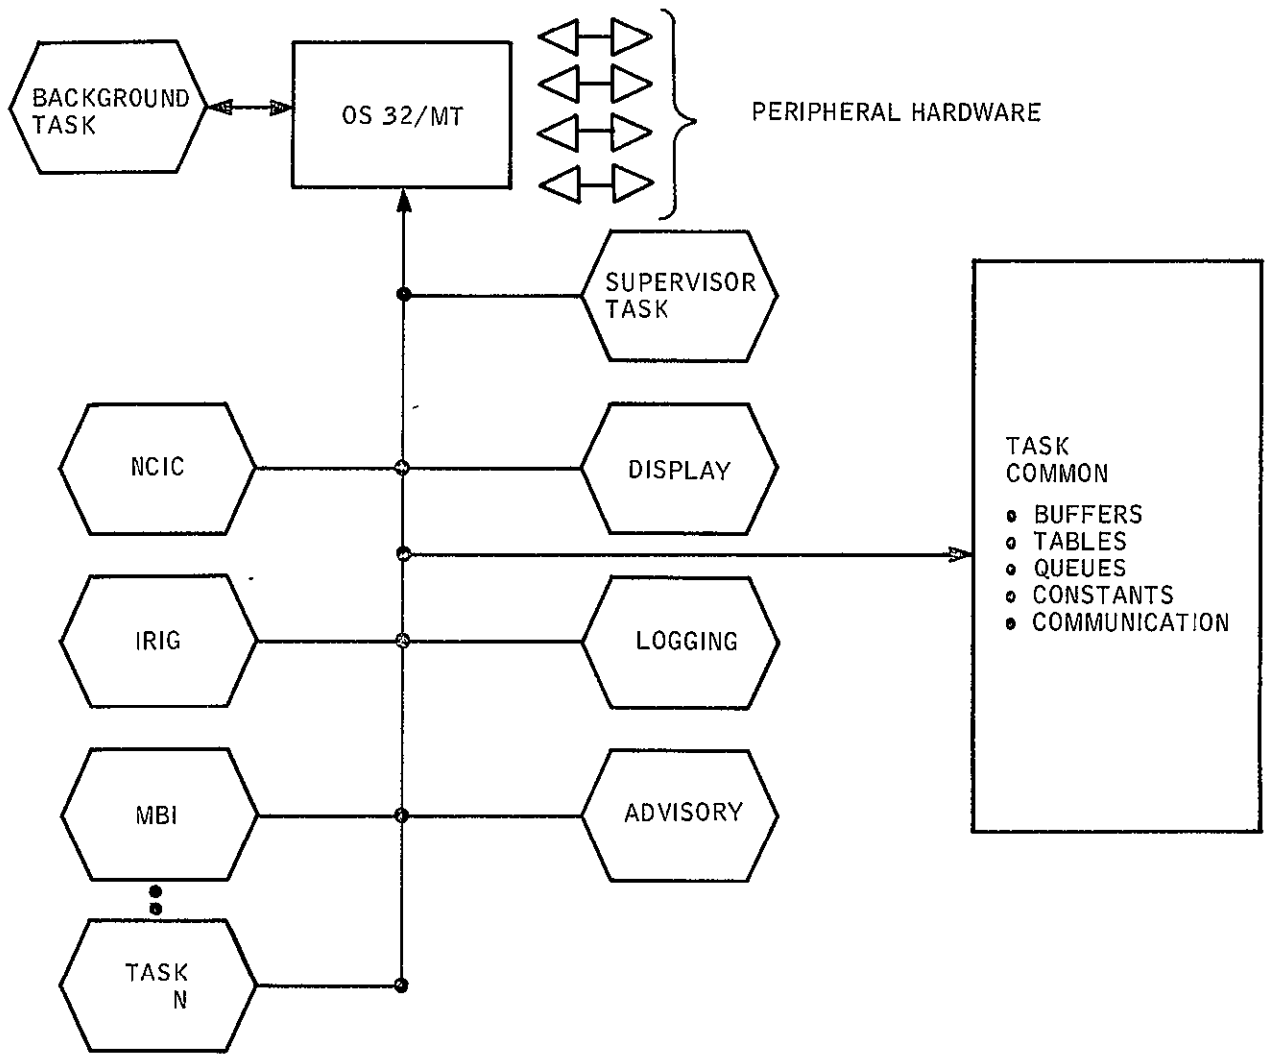 BACKGROUND
TASK
OS 32/MT
PERIPHERAL HARDWARE
SUPERVISOR
TASK
NCIC
DISPLAY
TASK
COMMON
• BUFFERS
• TABLES
• QUEUES
• CONSTANTS
• COMMUNICATION
IRIG
LOGGING
MBI
ADVISORY
TASK
N